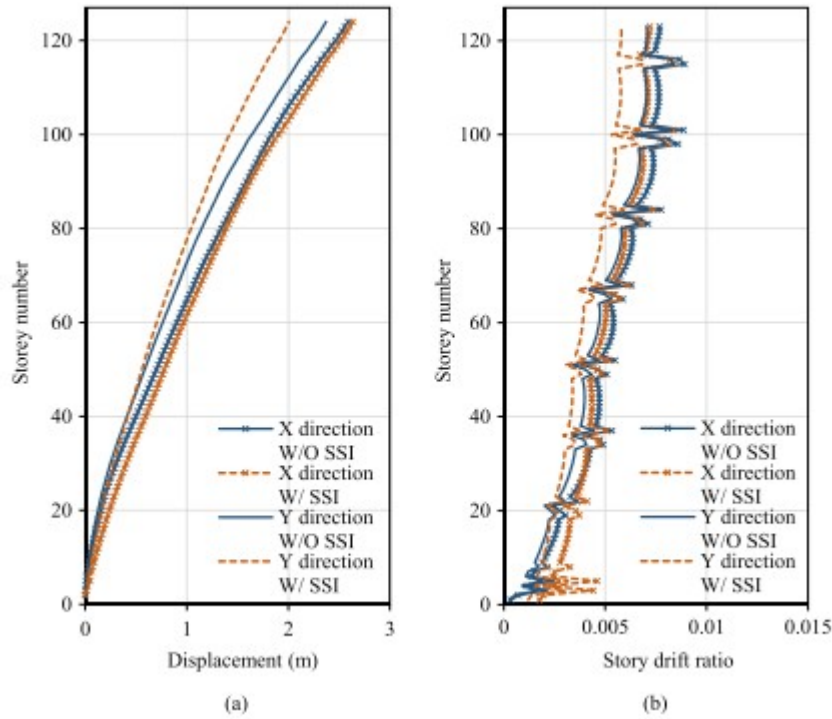 120
100
80
60
40
20
0
Storey number
X direction
W/O SSI
X direction
W/ SSI
Y direction
W/O SSI
Y direction
W/ SSI
0
1
2
3
Displacement (m)
(a)
120
100
80
60
40
20
0
Storey number
X direction
W/O SSI
X direction
W/ SSI
Y direction
W/O SSI
Y direction
W/ SSI
0
0.005
0.01
0.015
Story drift ratio
(b)